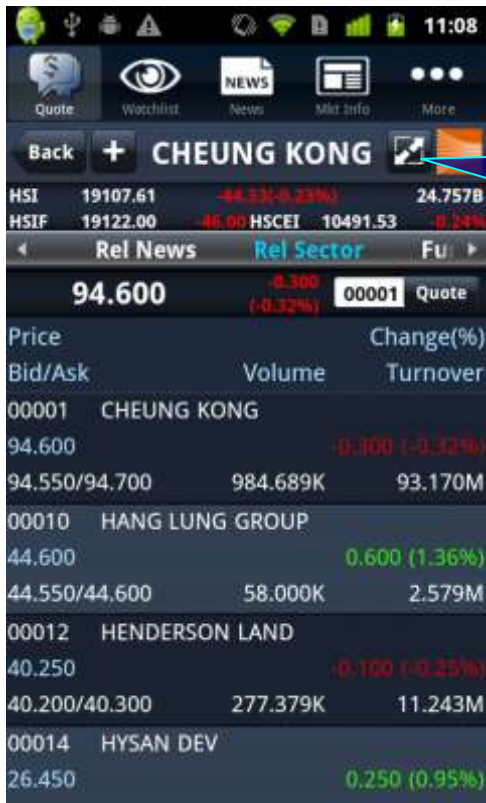 11:08
Quote Watchlist NEWS News Mkt Info More
Back + CHEUNG KONG
HSI 19107.61 -44.33(-0.23%) 24.757B
HSIF 19122.00 -46.00 HSCEI 10491.53 -0.24%
Rel News Rel Sector Fu
94.600 -0.300 (-0.32%) 00001 Quote
Price Change(%)
Bid/Ask Volume Turnover
00001 CHEUNG KONG
94.600 -0.300 (-0.32%)
94.550/94.700 984.689K 93.170M
00010 HANG LUNG GROUP
44.600 0.600 (1.36%)
44.550/44.600 58.000K 2.579M
00012 HENDERSON LAND
40.250 -0.100 (-0.25%)
40.200/40.300 277.379K 11.243M
00014 HYSAN DEV
26.450 0.250 (0.95%)